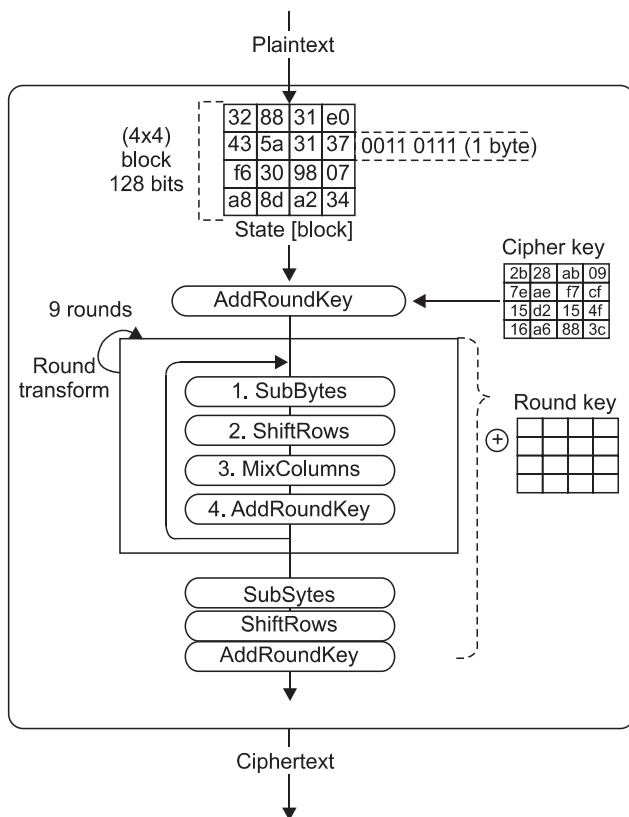 Plaintext
(4x4)
block
128 bits
32 88 31 e0
43 5a 31 37 0011 0111 (1 byte)
f6 30 98 07
a8 8d a2 34
State [block]
Cipher key
2b 28 ab 09
7e ae f7 cf
15 d2 15 4f
16 a6 88 3c
AddRoundKey
9 rounds
Round
transform
1. SubBytes
2. ShiftRows
3. MixColumns
4. AddRoundKey
Round key
+
SubSytes
ShiftRows
AddRoundKey
Ciphertext